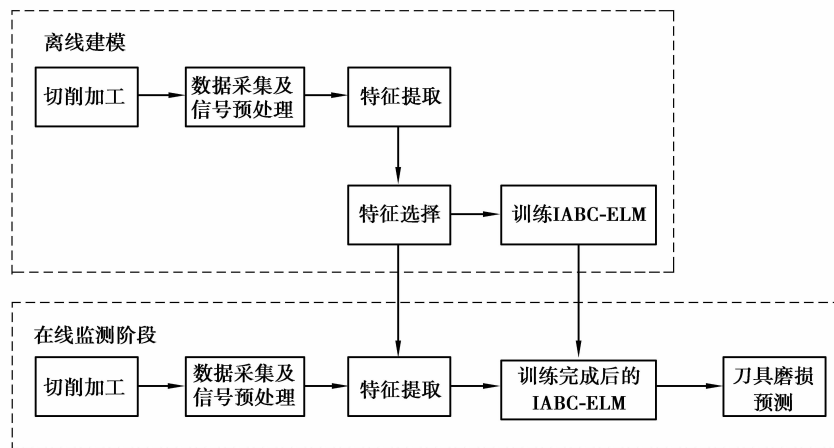 离线建模
切削加工
数据采集及
信号预处理
特征提取
特征选择
训练IABC-ELM
在线监测阶段
切削加工
数据采集及
信号预处理
特征提取
训练完成后的
IABC-ELM
刀具磨损
预测